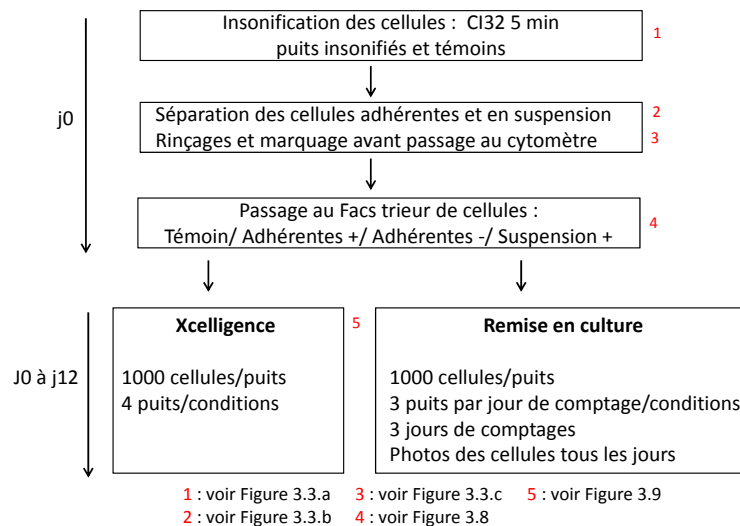 Insonification des cellules : CI32 5 min
puits insonifiés et témoins
1
j0
Séparation des cellules adhérentes et en suspension
2
Rinçages et marquage avant passage au cytomètre
3
Passage au Facs trieur de cellules :
Témoin/ Adhérentes +/ Adhérentes -/ Suspension +
4
Xcelligence
5
Remise en culture
J0 à j12
1000 cellules/puits
4 puits/conditions
1000 cellules/puits
3 puits par jour de comptage/conditions
3 jours de comptages
Photos des cellules tous les jours
1 : voir Figure 3.3.a 3 : voir Figure 3.3.c 5 : voir Figure 3.9
2 : voir Figure 3.3.b 4 : voir Figure 3.8